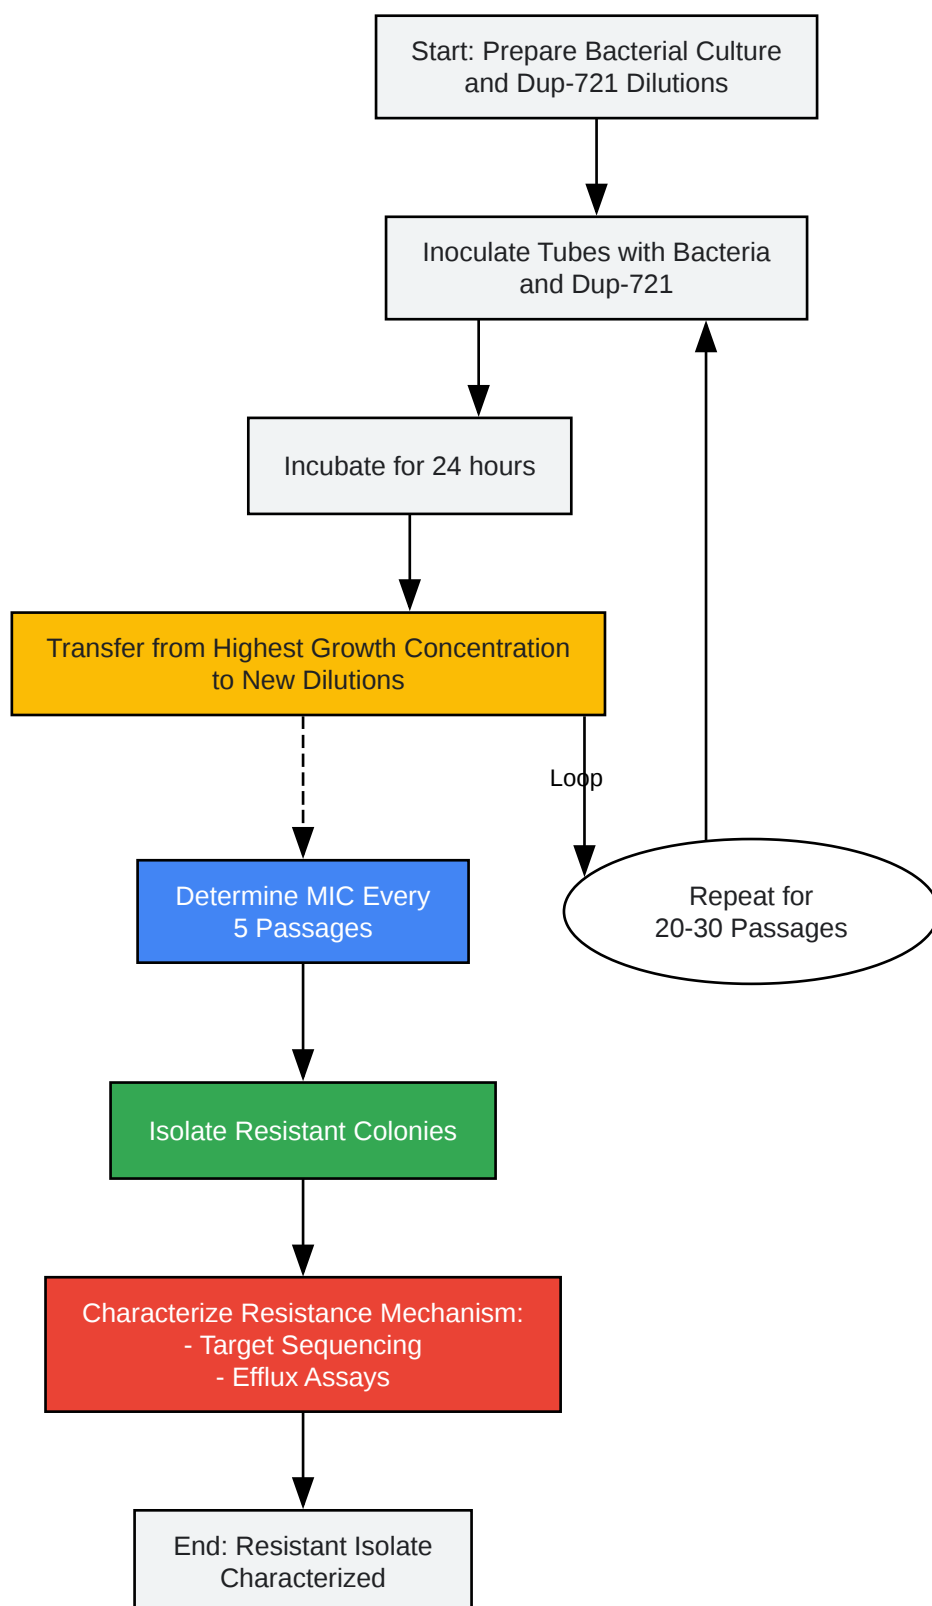 Start: Prepare Bacterial Culture
and Dup-721 Dilutions
Inoculate Tubes with Bacteria
and Dup-721
Incubate for 24 hours
Transfer from Highest Growth Concentration
to New Dilutions
Loop
Determine MIC Every
5 Passages
Repeat for
20-30 Passages
Isolate Resistant Colonies
Characterize Resistance Mechanism:
- Target Sequencing
- Efflux Assays
End: Resistant Isolate
Characterized